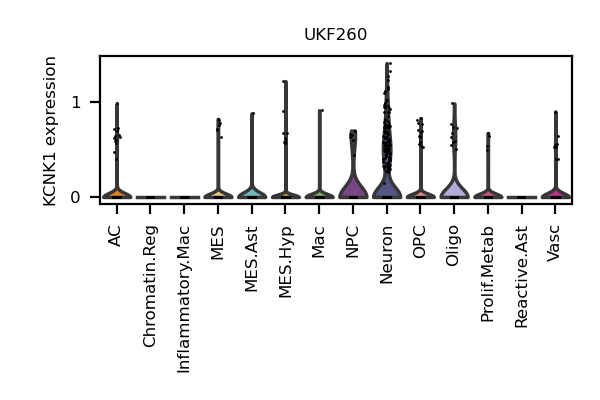 UKF260
KCNK1 expression
1
0
AC
Chromatin.Reg
Inflammatory.Mac
MES
MES.Ast
MES.Hyp
Mac
NPC
Neuron
OPC
Oligo
Prolif.Metab
Reactive.Ast
Vasc